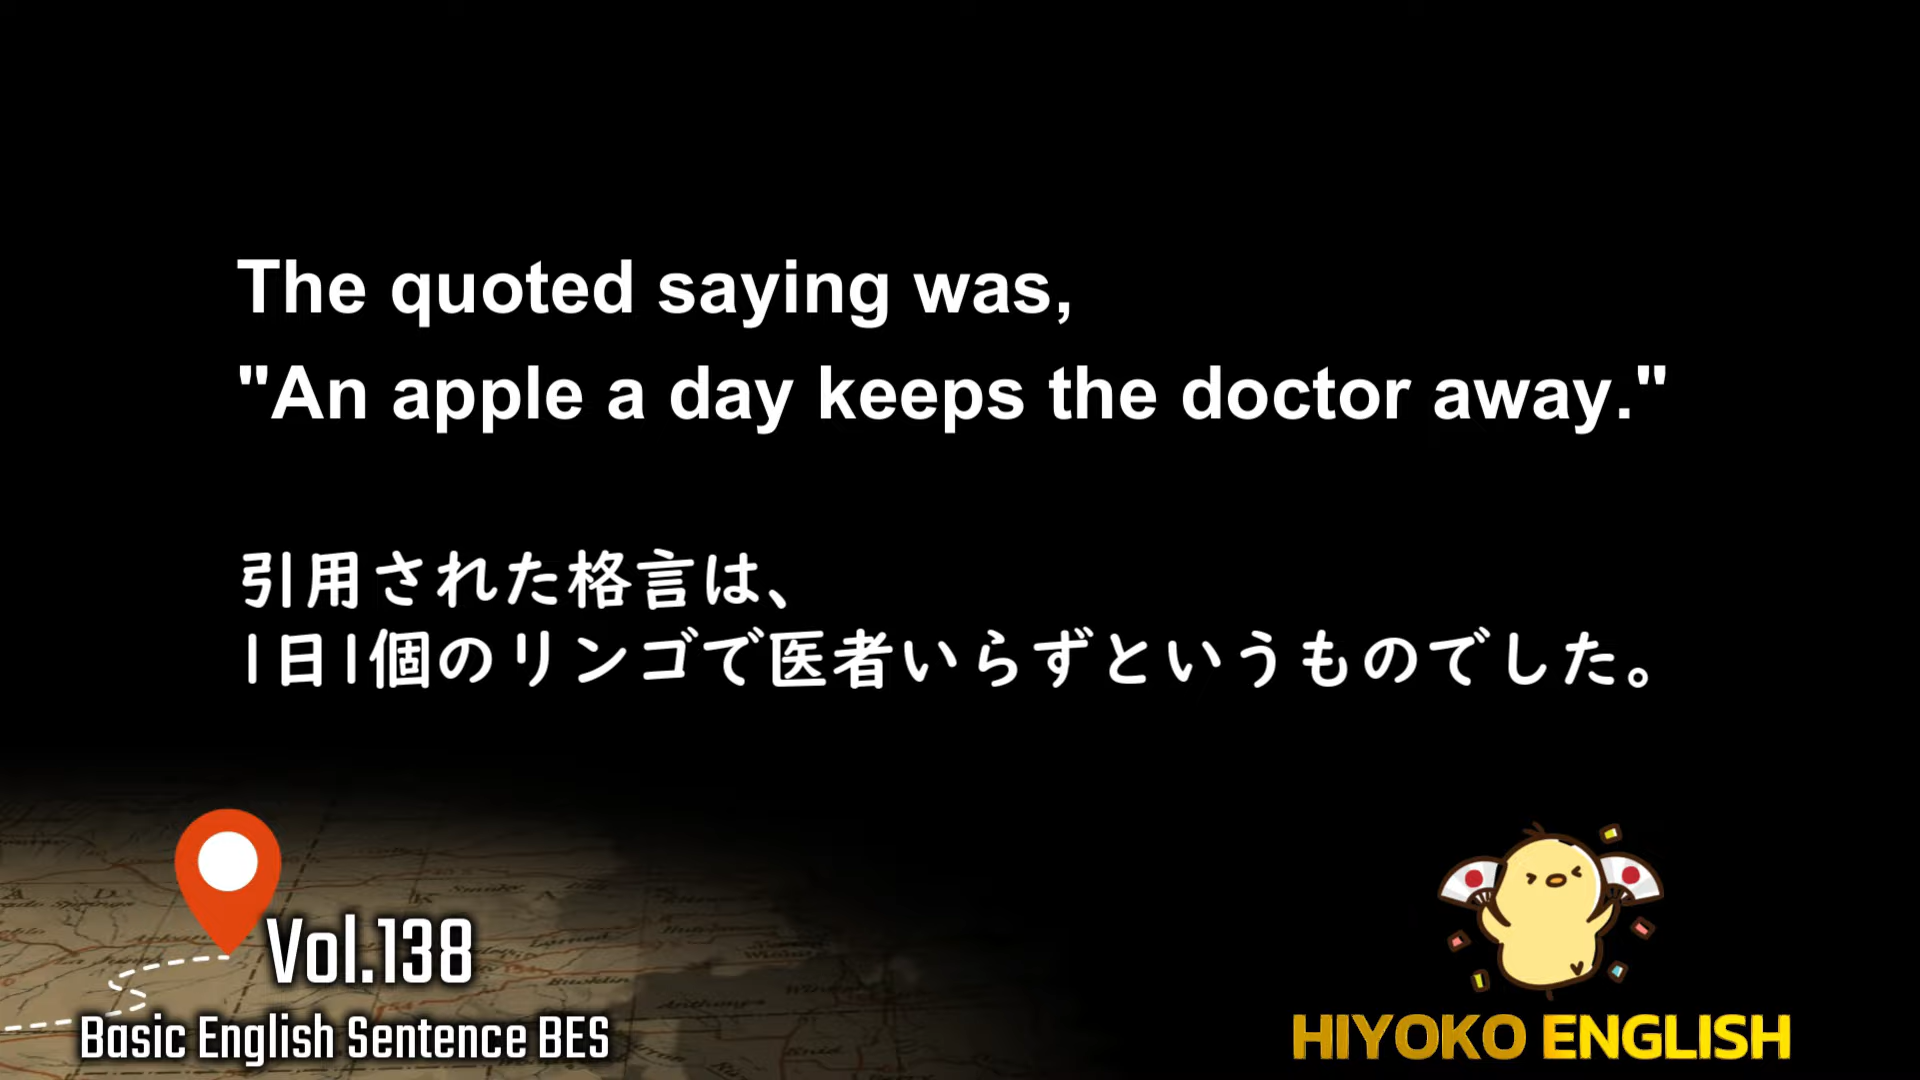 The quoted saying was,
"An apple a day keeps the doctor away."
引用された格言は、
1日1個のリンゴで医者いらずというものでした。
Vol.138
Basic English Sentence BES
HIYOKO ENGLISH